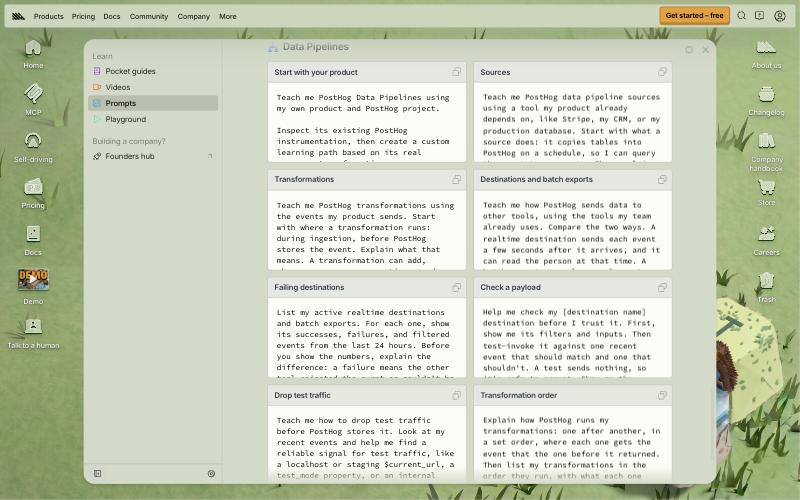 Products Pricing Docs Community Company More Get started – free
Home
MCP
Self-driving
Pricing
Docs
DEMO
Demo
Talk to a human
Learn
Pocket guides
Videos
Prompts
Playground
Building a company?
Founders hub
Data Pipelines
Start with your product
Teach me PostHog Data Pipelines using
my own product and PostHog project.
Inspect its existing PostHog
instrumentation, then create a custom
learning path based on its real
Sources
Teach me PostHog data pipeline sources
using a tool my product already
depends on, like Stripe, my CRM, or my
production database. Start with what a
source does: it copies tables into
PostHog on a schedule, so I can query
Transformations
Teach me PostHog transformations using
the events my product sends. Start
with where a transformation runs:
during ingestion, before PostHog
stores the event. Explain what that
means. A transformation can add,
Destinations and batch exports
Teach me how PostHog sends data to
other tools, using the tools my team
already uses. Compare the two ways. A
realtime destination sends each event
a few seconds after it arrives, and it
can read the person at that time. A
Failing destinations
List my active realtime destinations
and batch exports. For each one, show
its successes, failures, and filtered
events from the last 24 hours. Before
you show the numbers, explain the
difference: a failure means the other
Check a payload
Help me check my [destination name]
destination before I trust it. First,
show me its filters and inputs. Then
test-invoke it against one recent
event that should match and one that
shouldn't. A test sends nothing, so
Drop test traffic
Teach me how to drop test traffic
before PostHog stores it. Look at my
recent events and help me find a
reliable signal for test traffic, like
a localhost or staging $current_url, a
test_mode property, or an internal
Transformation order
Explain how PostHog runs my
transformations: one after another, in
a set order, where each one gets the
event that the one before it returned.
Then list my transformations in the
order they run, with what each one
About us
Changelog
Company
handbook
Store
Careers
Trash